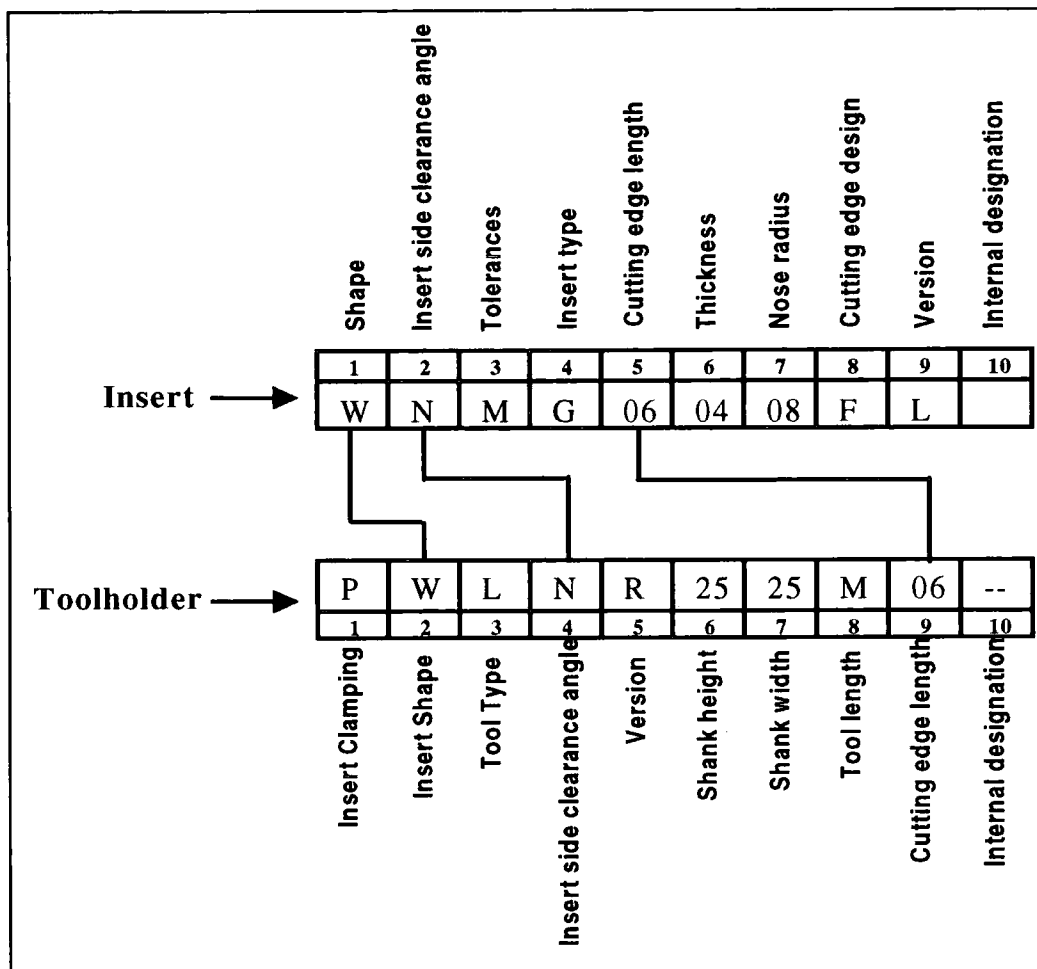 Shape
Insert side clearance angle
Tolerances
Insert type
Cutting edge length
Thickness
Nose radius
Cutting edge design
Version
Internal designation
1 2 3 4 5 6 7 8 9 10
Insert W N M G 06 04 08 F L
Toolholder P W L N R 25 25 M 06 --
1 2 3 4 5 6 7 8 9 10
Insert Clamping
Insert Shape
Tool Type
Insert side clearance angle
Version
Shank height
Shank width
Tool length
Cutting edge length
Internal designation